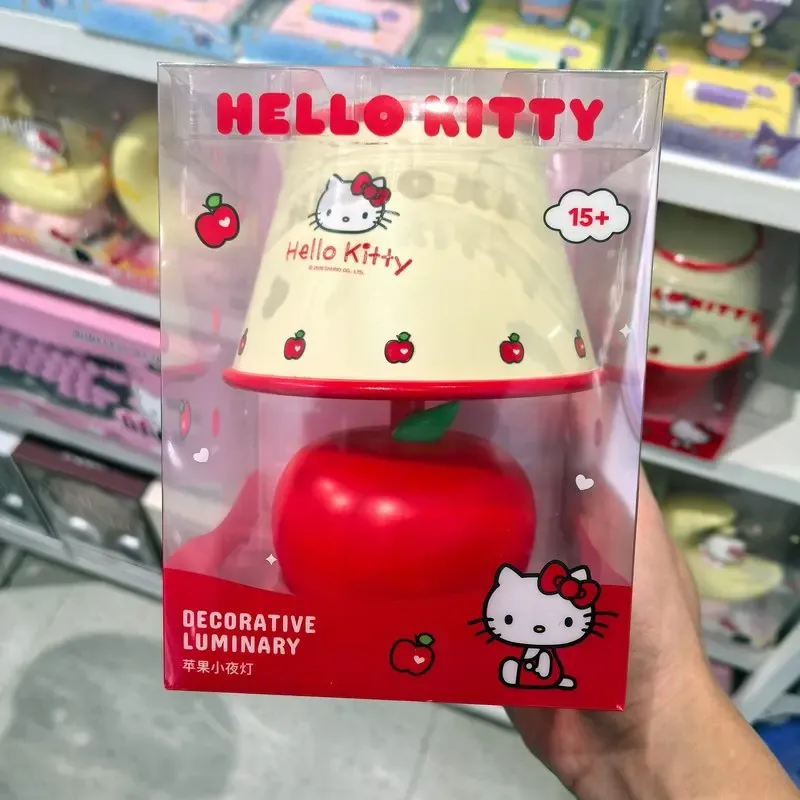 HELLO KITTY
15+
Hello Kitty
DECORATIVE
LUMINARY
苹果小夜灯